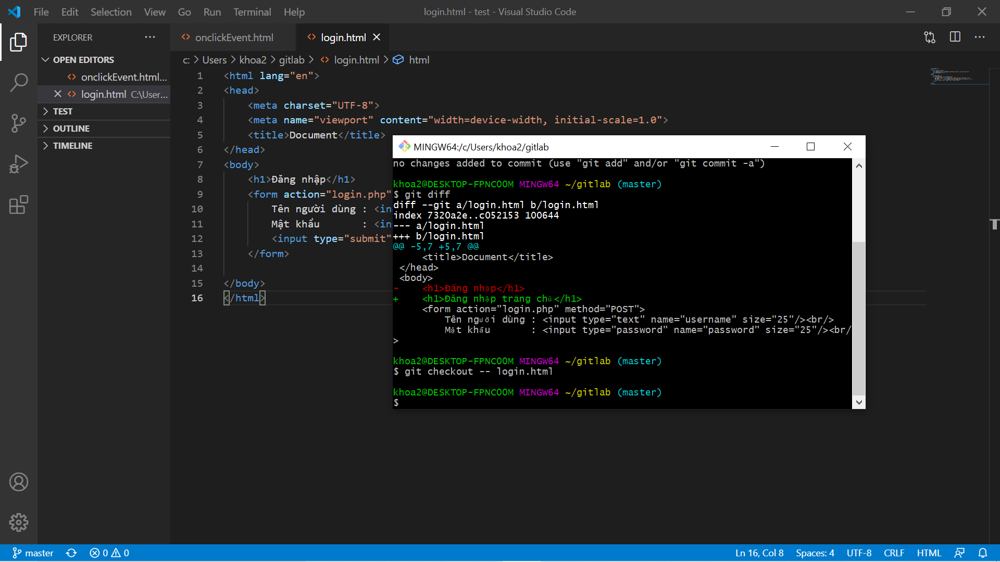 File Edit Selection View Go Run Terminal Help
login.html - test - Visual Studio Code
EXPLORER
OPEN EDITORS
onclickEvent.html...
login.html C:\User...
TEST
OUTLINE
TIMELINE
onclickEvent.html
login.html
c: > Users > khoa2 > gitlab > login.html > html
1 <html lang="en">
2 <head>
3 <meta charset="UTF-8">
4 <meta name="viewport" content="width=device-width, initial-scale=1.0">
5 <title>Document</title>
6 </head>
7 <body>
8 <h1>Đăng nhập</h1>
9 <form action="login.php"
10 Tên người dùng : <in
11 Mật khẩu : <in
12 <input type="submit"
13 </form>
14
15 </body>
16 </html>
MINGW64:/c/Users/khoa2/gitlab
no changes added to commit (use "git add" and/or "git commit -a")
khoa2@DESKTOP-FPNCOOM MINGW64 ~/gitlab (master)
$ git diff
diff --git a/login.html b/login.html
index 7320a2e..c052153 100644
--- a/login.html
+++ b/login.html
@@ -5,7 +5,7 @@
<title>Document</title>
</head>
<body>
- <h1>Đăng nhập</h1>
+ <h1>Đăng nhập trang chủ</h1>
<form action="login.php" method="POST">
Tên người dùng : <input type="text" name="username" size="25"/><br/>
Mật khẩu : <input type="password" name="password" size="25"/><br/
>
khoa2@DESKTOP-FPNCOOM MINGW64 ~/gitlab (master)
$ git checkout -- login.html
khoa2@DESKTOP-FPNCOOM MINGW64 ~/gitlab (master)
$
master 0 0
Ln 16, Col 8 Spaces: 4 UTF-8 CRLF HTML